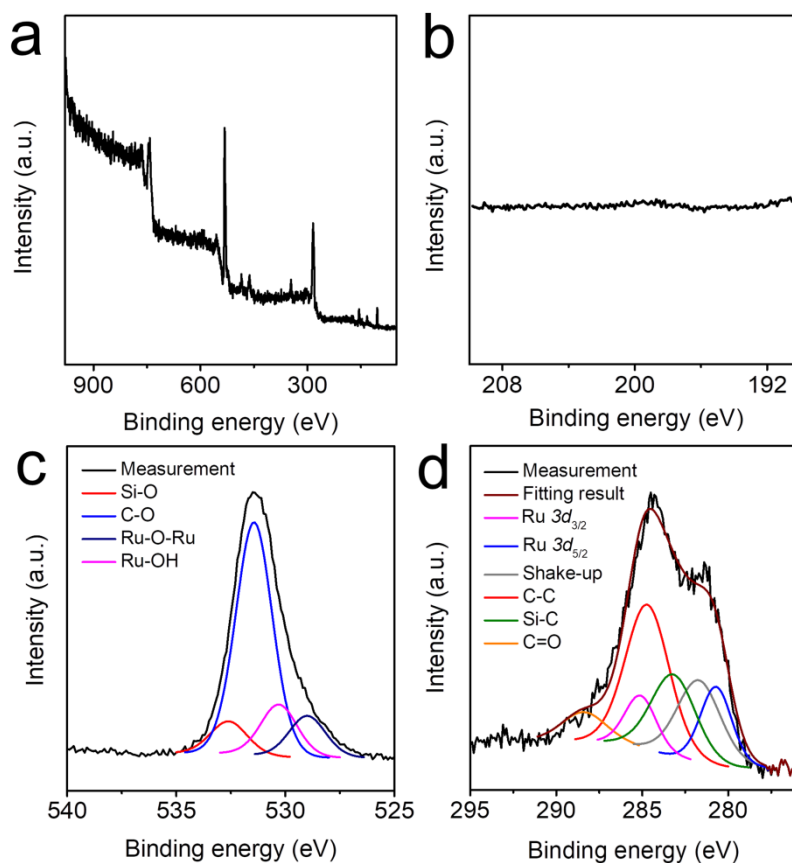 a
Intensity (a.u.)
900 600 300
Binding energy (eV)
b
Intensity (a.u.)
208 200 192
Binding energy (eV)
c
Measurement
Si-O
C-O
Ru-O-Ru
Ru-OH
Intensity (a.u.)
540 535 530 525
Binding energy (eV)
d
Measurement
Fitting result
Ru 3d3/2
Ru 3d5/2
Shake-up
C-C
Si-C
C=O
Intensity (a.u.)
295 290 285 280
Binding energy (eV)